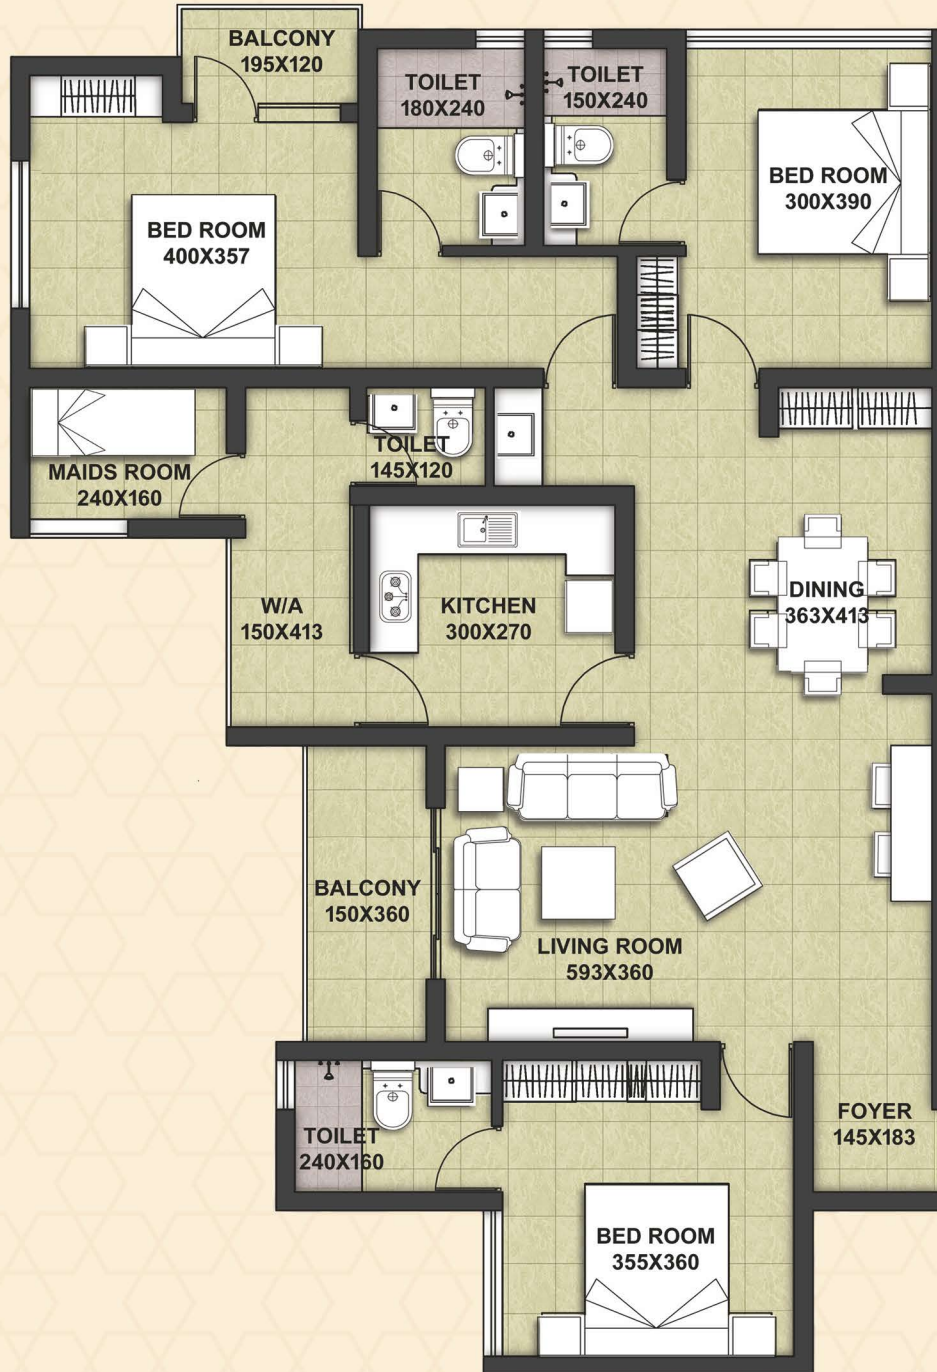 BALCONY
195X120
TOILET
180X240
TOILET
150X240
BED ROOM
300X390
BED ROOM
400X357
MAIDS ROOM
240X160
TOILET
145X120
W/A
150X413
KITCHEN
300X270
DINING
363X413
BALCONY
150X360
LIVING ROOM
593X360
FOYER
145X183
TOILET
240X160
BED ROOM
355X360